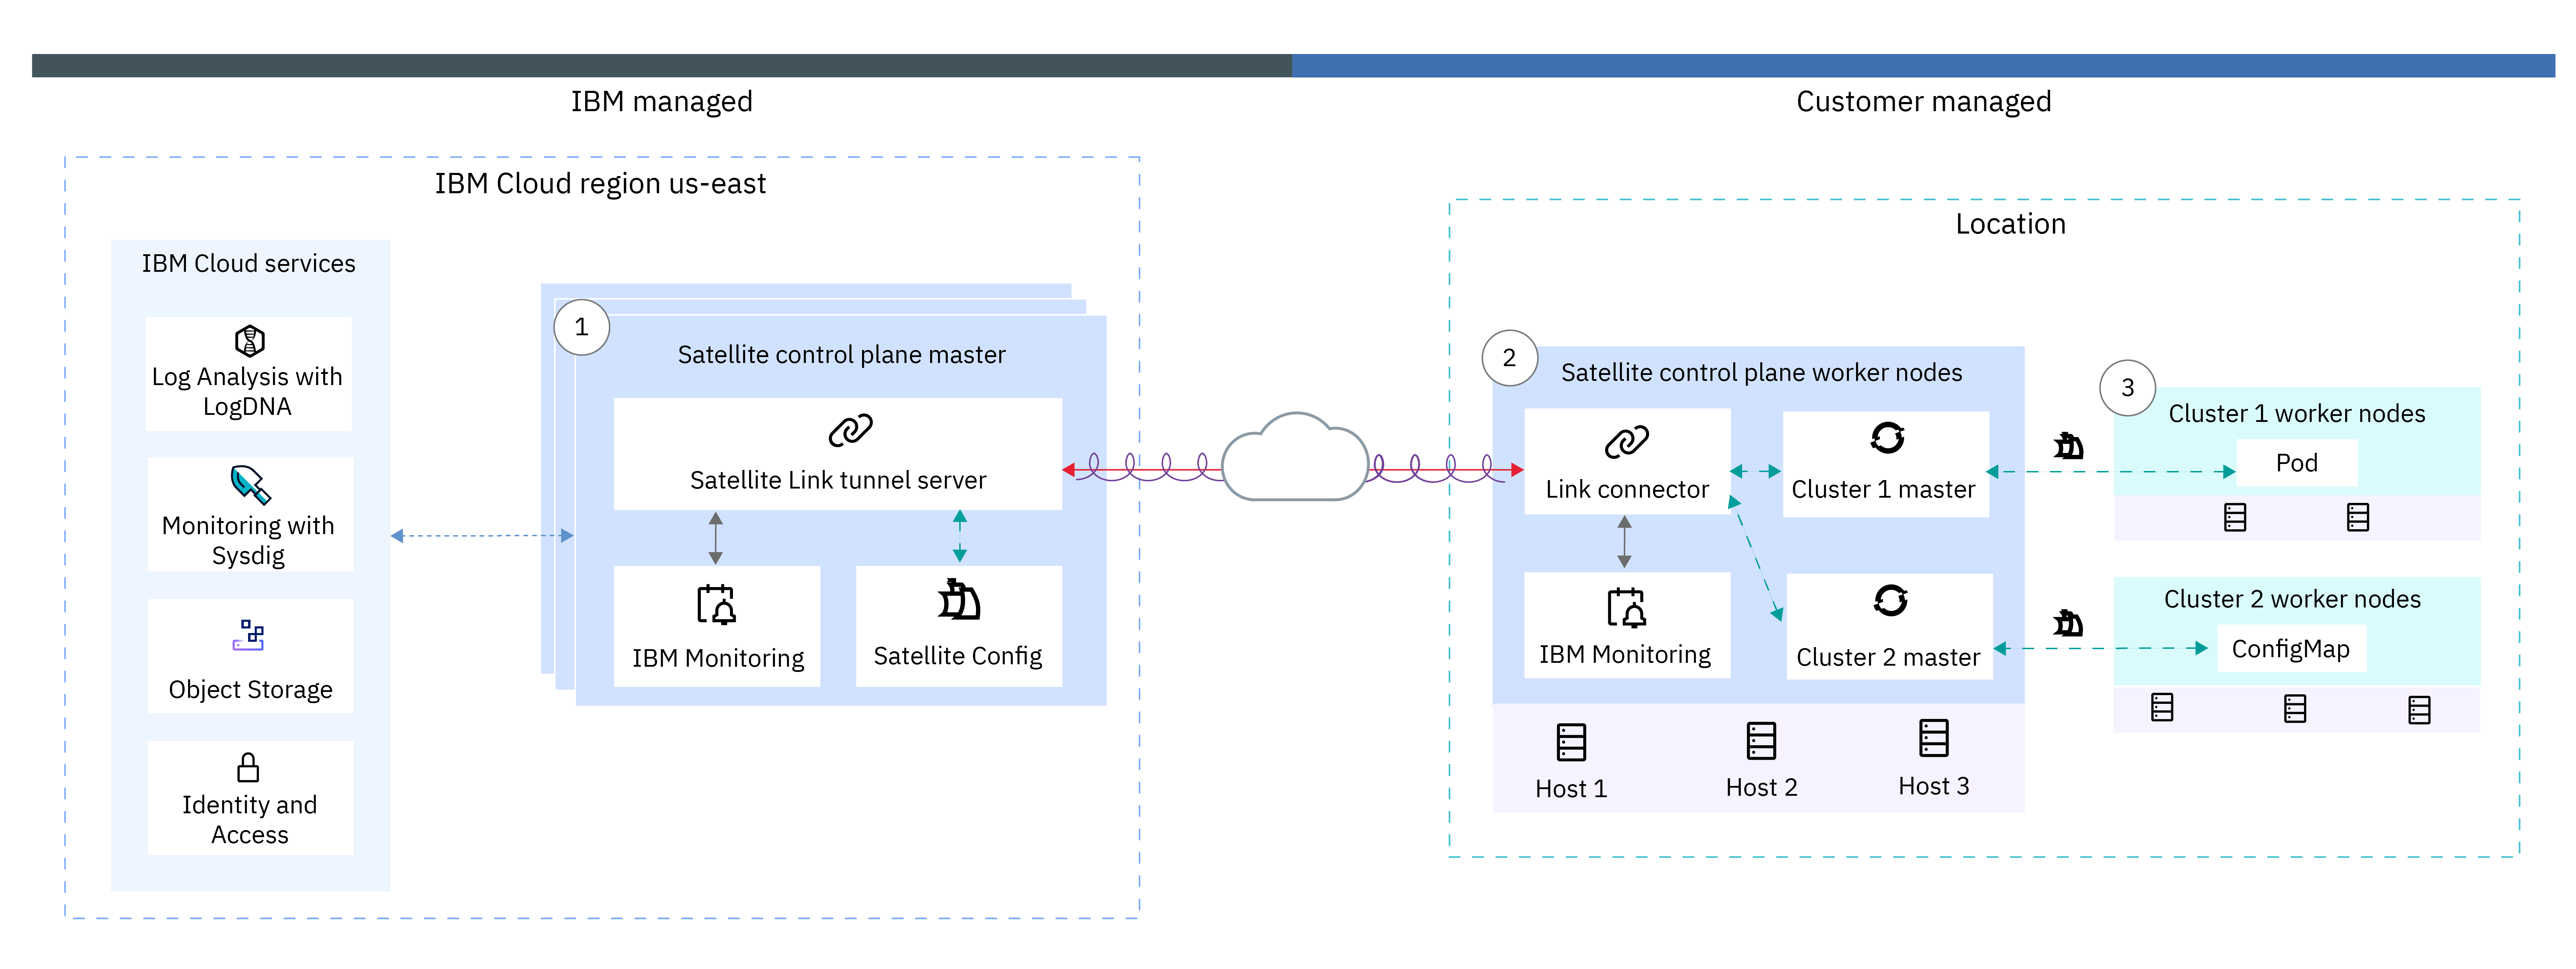 IBM managed
Customer managed
IBM Cloud region us-east
Location
IBM Cloud services
Log Analysis with
LogDNA
Monitoring with
Sysdig
Object Storage
Identity and
Access
1
Satellite control plane master
Satellite Link tunnel server
IBM Monitoring
Satellite Config
2
Satellite control plane worker nodes
Link connector
Cluster 1 master
IBM Monitoring
Cluster 2 master
Host 1
Host 2
Host 3
3
Cluster 1 worker nodes
Pod
Cluster 2 worker nodes
ConfigMap